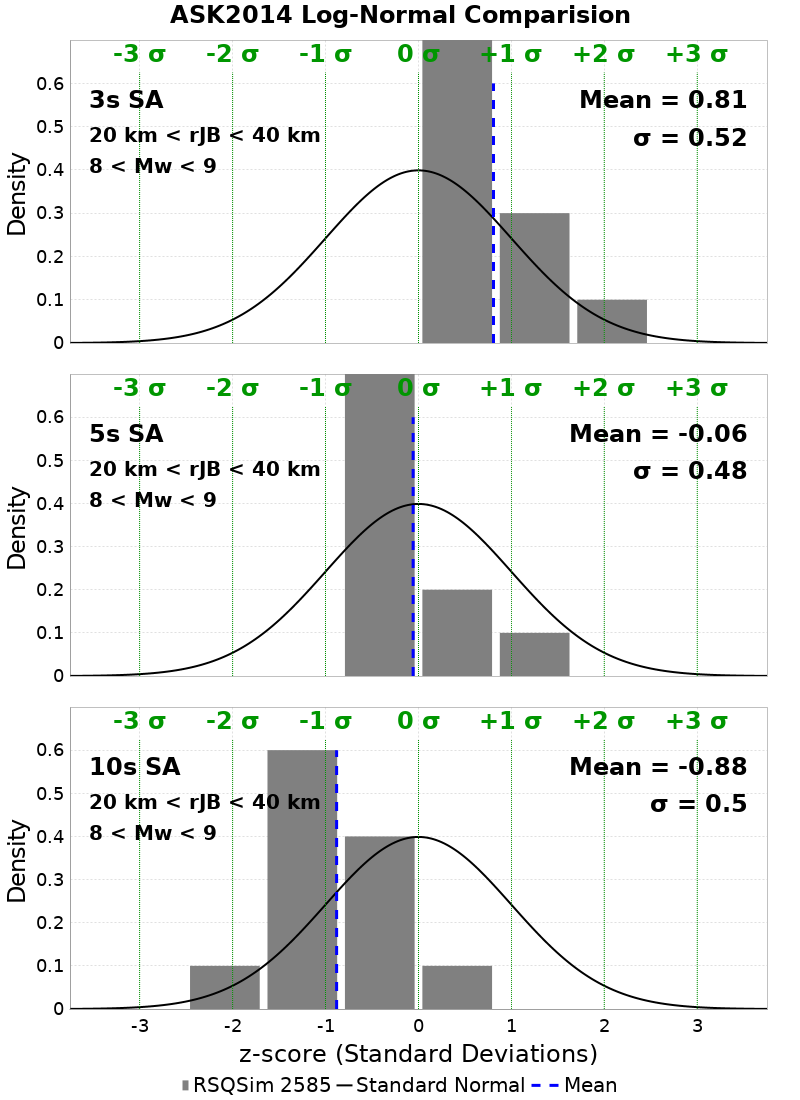 ASK2014 Log-Normal Comparision
-3 σ -2 σ -1 σ 0 σ +1 σ +2 σ +3 σ
3s SA
20 km < rJB < 40 km
8 < Mw < 9
Mean = 0.81
σ = 0.52
Density
0.6
0.5
0.4
0.3
0.2
0.1
0
-3 σ -2 σ -1 σ 0 σ +1 σ +2 σ +3 σ
5s SA
20 km < rJB < 40 km
8 < Mw < 9
Mean = -0.06
σ = 0.48
Density
0.6
0.5
0.4
0.3
0.2
0.1
0
-3 σ -2 σ -1 σ 0 σ +1 σ +2 σ +3 σ
10s SA
20 km < rJB < 40 km
8 < Mw < 9
Mean = -0.88
σ = 0.5
Density
0.6
0.5
0.4
0.3
0.2
0.1
0
-3 -2 -1 0 1 2 3
z-score (Standard Deviations)
RSQSim 2585 Standard Normal Mean